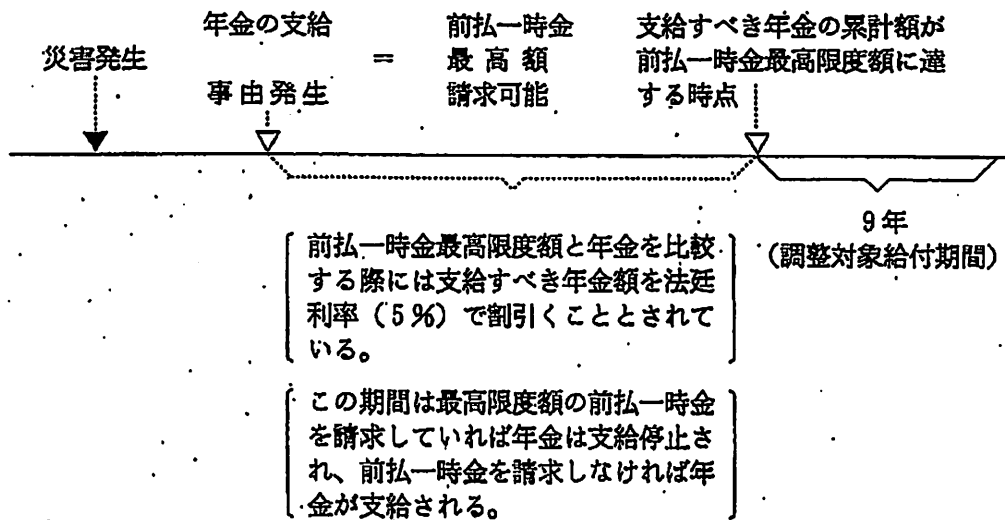 災害発生
年金の支給
事由発生
=
前払一時金
最高額
請求可能
支給すべき年金の累計額が
前払一時金最高限度額に達
する時点
9年
(調整対象給付期間)
前払一時金最高限度額と年金を比較
する際には支給すべき年金額を法廷
利率(5%)で割引くこととされて
いる。
この期間は最高限度額の前払一時金
を請求していれば年金は支給停止さ
れ、前払一時金を請求しなければ年
金が支給される。